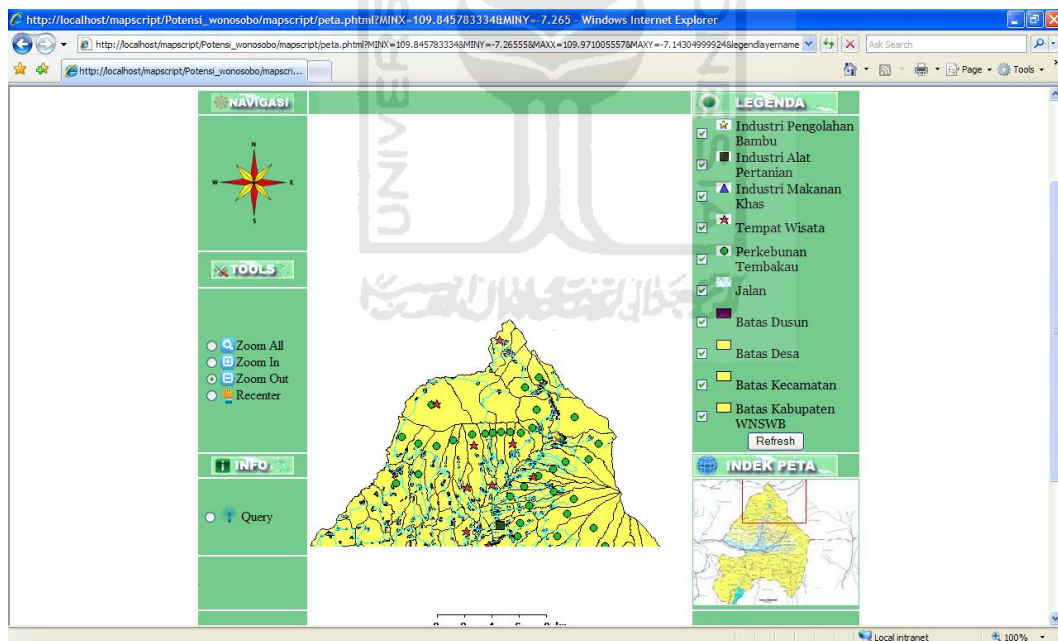 http://localhost/mapscript/Potensi_wonosobo/mapscript/peta.phtml?MINX=109.845783334&MINY=-7.265 - Windows Internet Explorer
http://localhost/mapscript/Potensi_wonosobo/mapscript/peta.phtml?MINX=109.845783334&MINY=-7.26555&MAXX=109.971005557&MAXY=-7.14304999924&legendlayername
Ask Search
http://localhost/mapscript/Potensi_wonosobo/mapscri...
Page
Tools
NAVIGASI
N
W
E
S
TOOLS
Zoom All
Zoom In
Zoom Out
Recenter
INFO
Query
UNIVERS
NESIA
LEGENDA
Industri Pengolahan
Bambu
Industri Alat
Pertanian
Industri Makanan
Khas
Tempat Wisata
Perkebunan
Tembakau
Jalan
Batas Dusun
Batas Desa
Batas Kecamatan
Batas Kabupaten
WNSWB
Refresh
INDEK PETA
Local intranet
100%